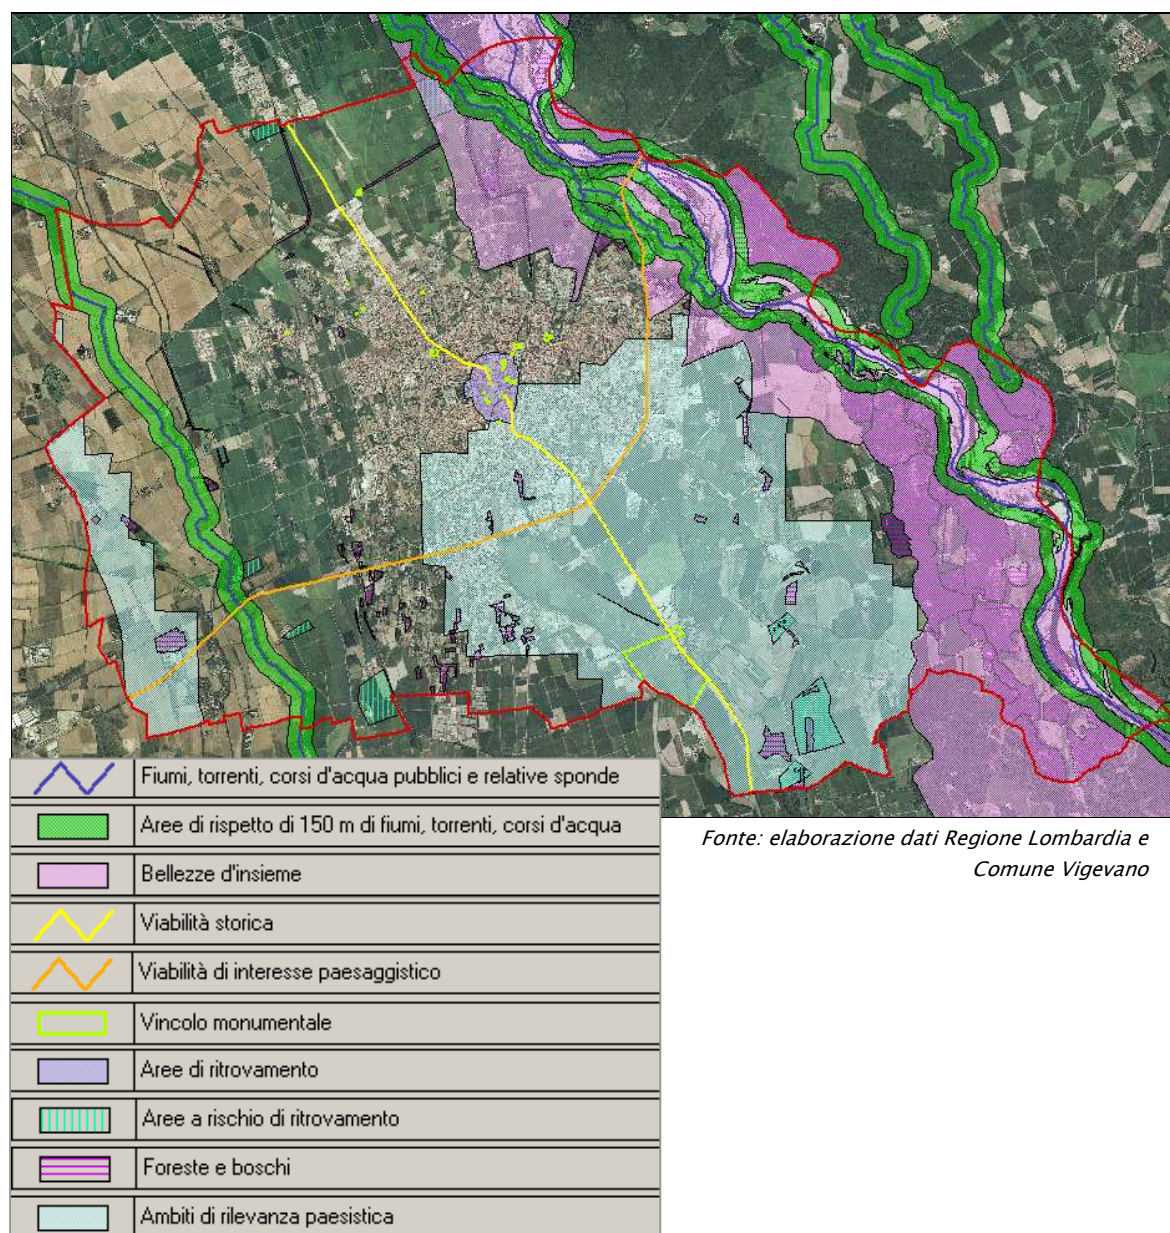 Fiumi, torrenti, corsi d'acqua pubblici e relative sponde
Aree di rispetto di 150 m di fiumi, torrenti, corsi d'acqua
Bellezze d'insieme
Viabilità storica
Viabilità di interesse paesaggistico
Vincolo monumentale
Aree di ritrovamento
Aree a rischio di ritrovamento
Foreste e boschi
Ambiti di rilevanza paesistica
Fonte: elaborazione dati Regione Lombardia e
Comune Vigevano